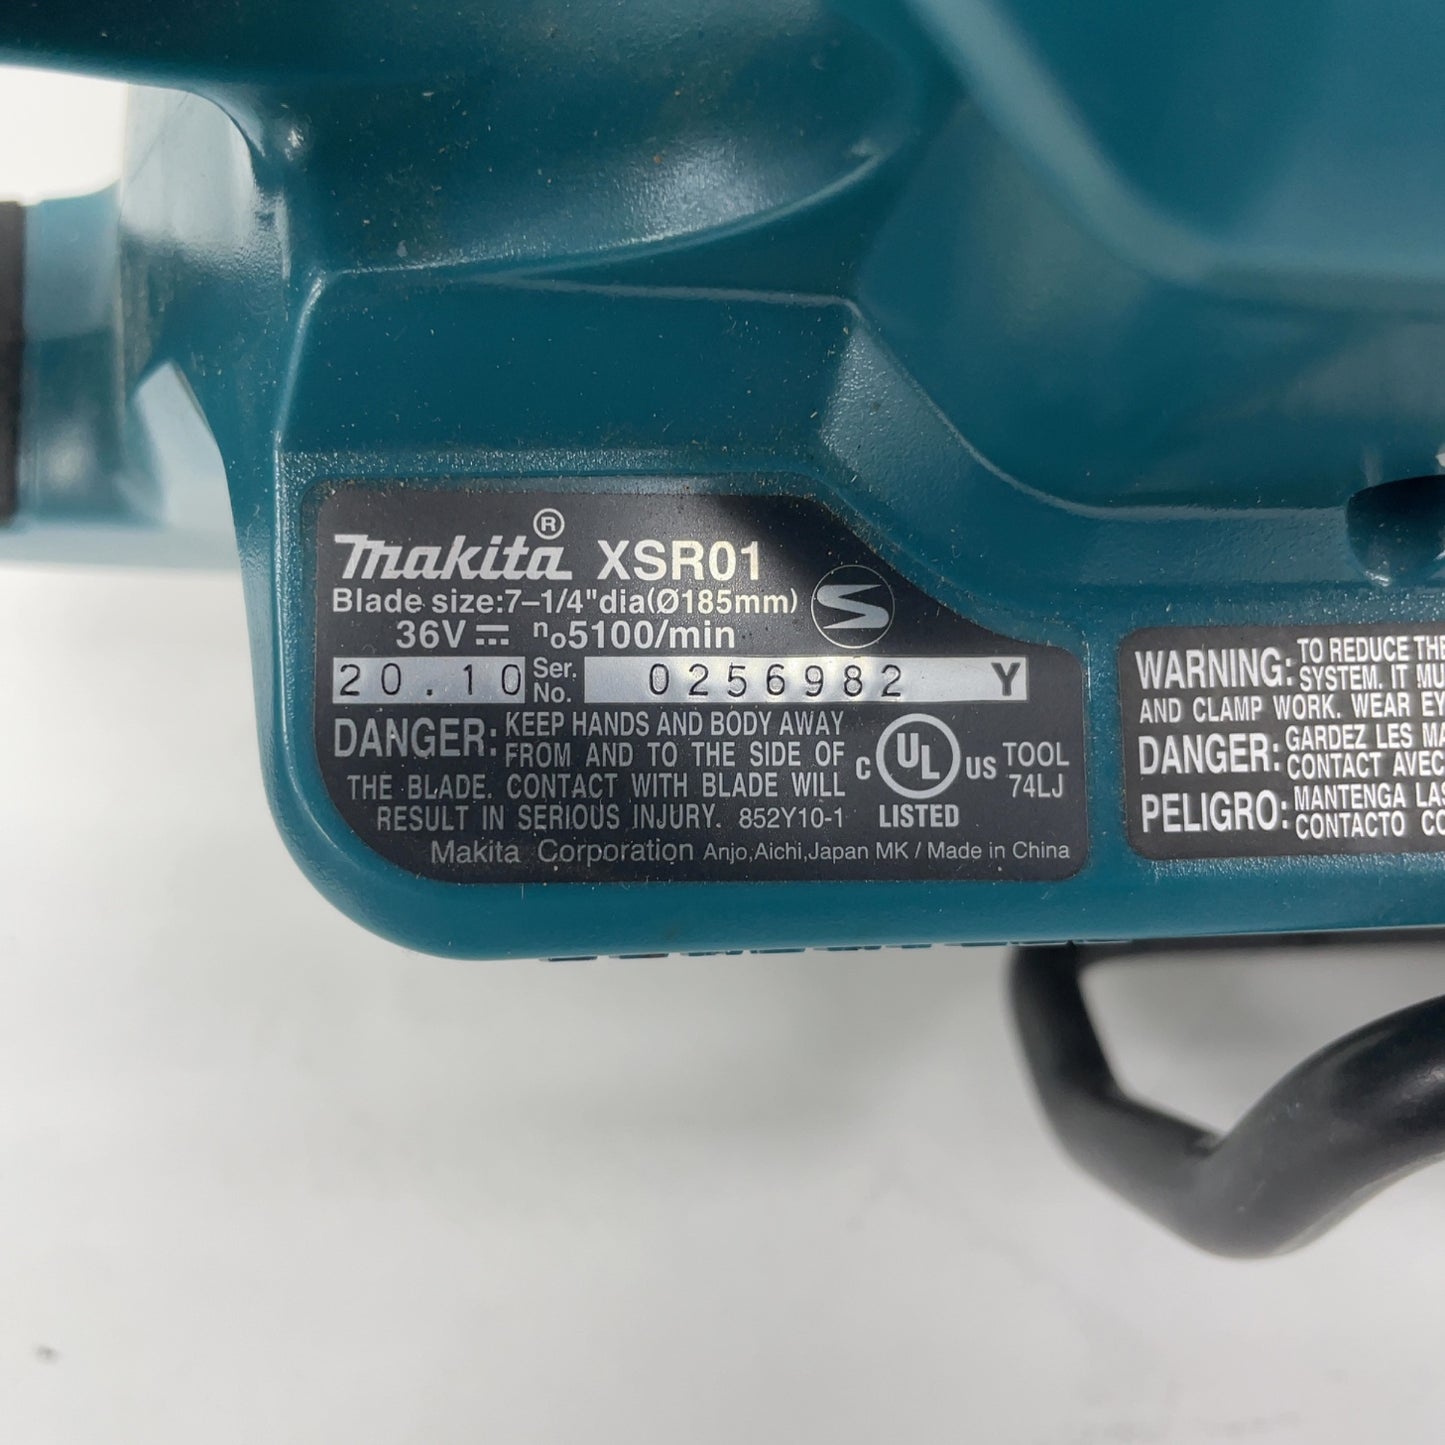 makita® XSR01
Blade size:7–1/4"dia(Ø185mm)
36V⎓ n₀5100/min
20.10 Ser. No. 0256982 Y
DANGER: KEEP HANDS AND BODY AWAY
FROM AND TO THE SIDE OF
THE BLADE. CONTACT WITH BLADE WILL
RESULT IN SERIOUS INJURY. 852Y10-1
C UL US
LISTED
TOOL
74LJ
Makita Corporation Anjo,Aichi,Japan MK / Made in China
WARNING: TO REDUCE THE
SYSTEM. IT MU
AND CLAMP WORK. WEAR EY
DANGER: GARDEZ LES MA
CONTACT AVEC
PELIGRO: MANTENGA LAS
CONTACTO CO